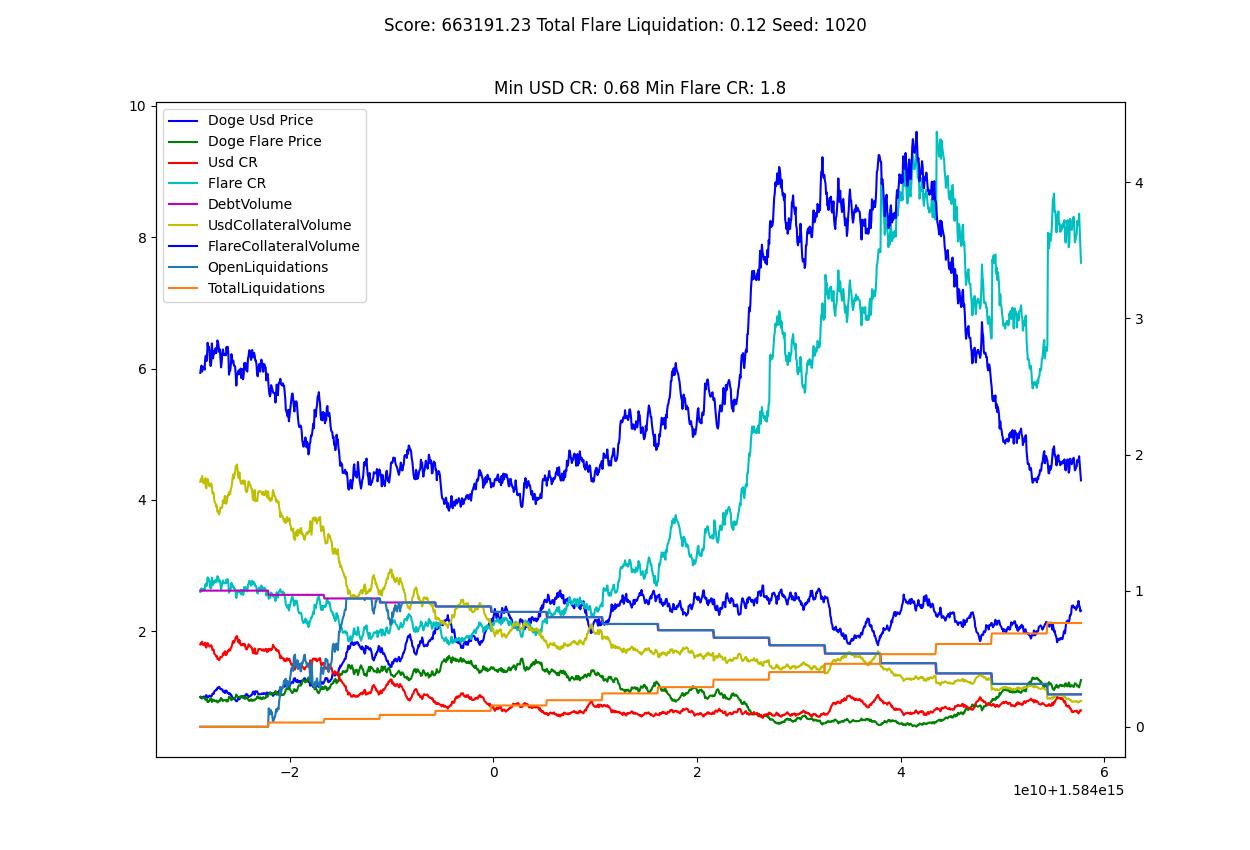 Score: 663191.23 Total Flare Liquidation: 0.12 Seed: 1020
Min USD CR: 0.68 Min Flare CR: 1.8
10
8
6
4
2
Doge Usd Price
Doge Flare Price
Usd CR
Flare CR
DebtVolume
UsdCollateralVolume
FlareCollateralVolume
OpenLiquidations
TotalLiquidations
4
3
2
1
0
−2
0
2
4
6
1e10+1.584e15